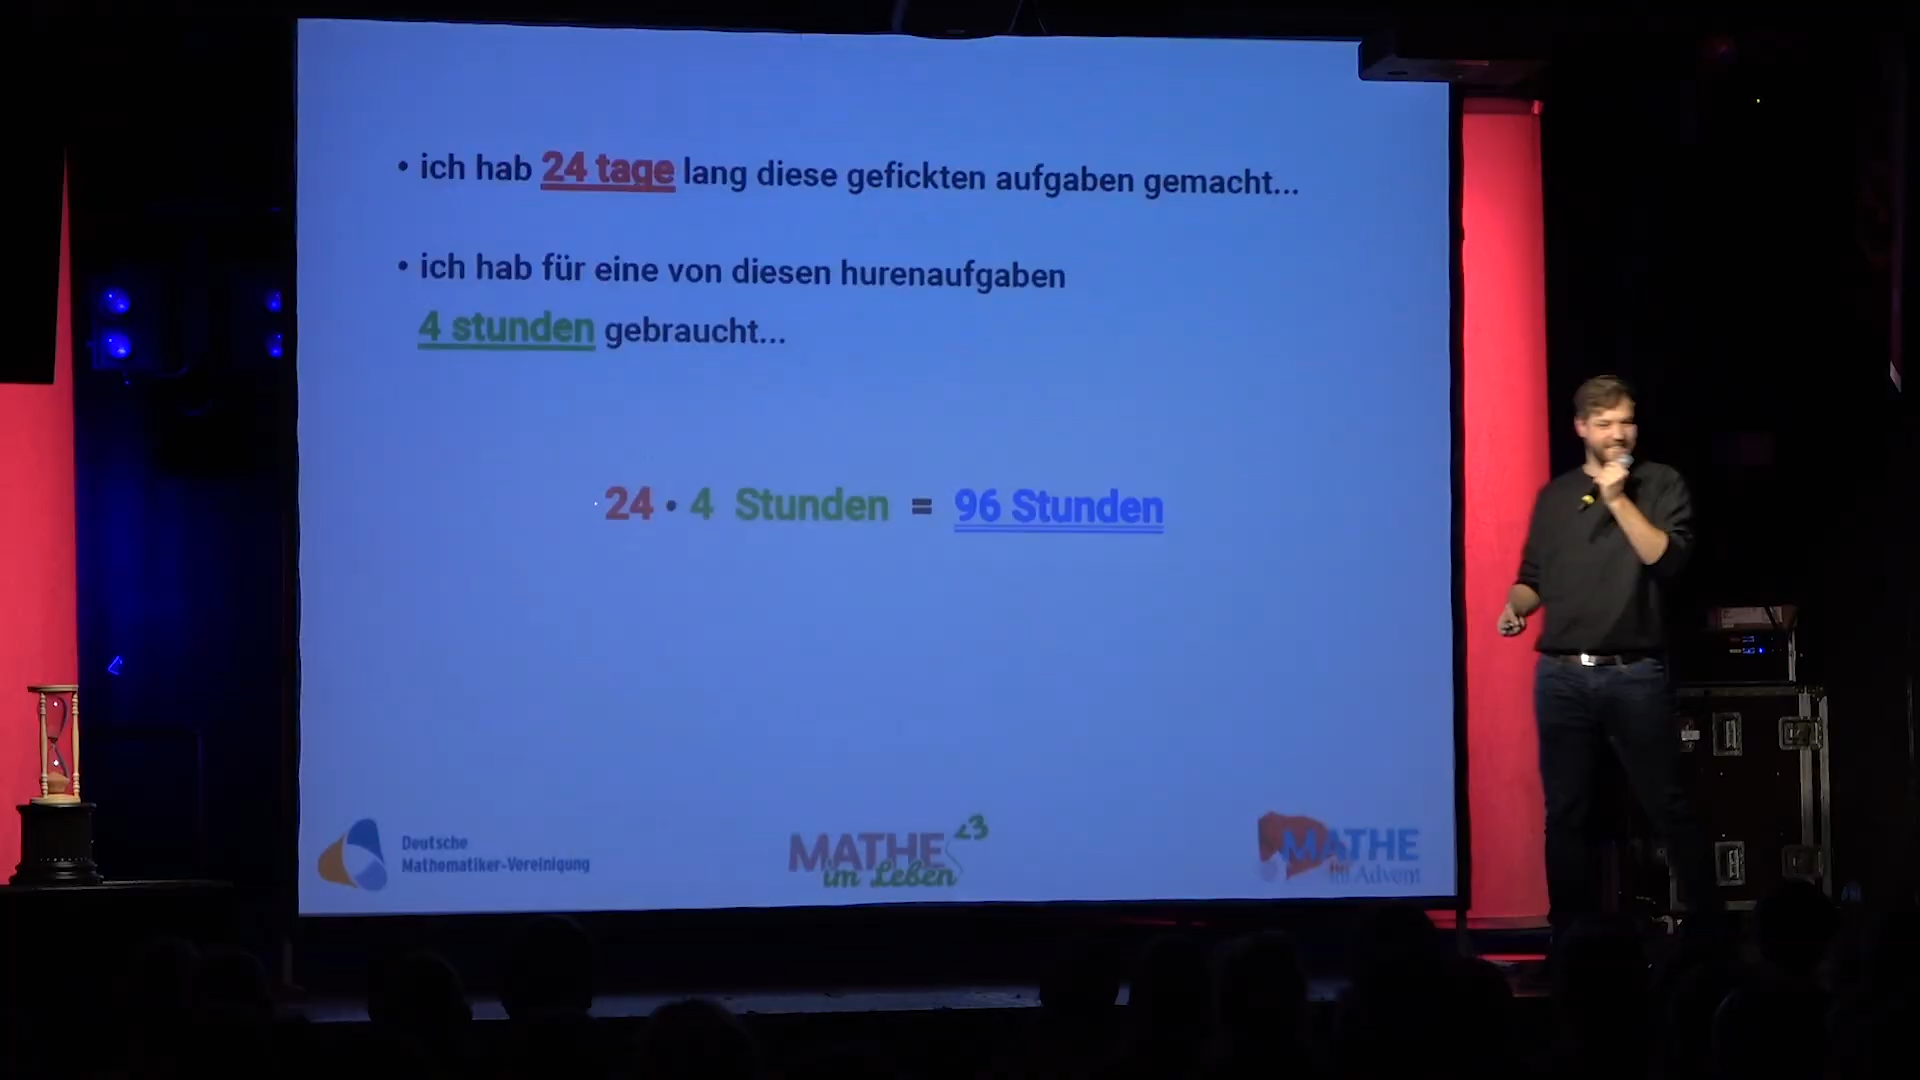 • ich hab 24 tage lang diese gefickten aufgaben gemacht...
• ich hab für eine von diesen hurenaufgaben
4 stunden gebraucht...
24 • 4 Stunden = 96 Stunden
Deutsche
Mathematiker-Vereinigung
MATHE <3
im Leben
MATHE
im Advent